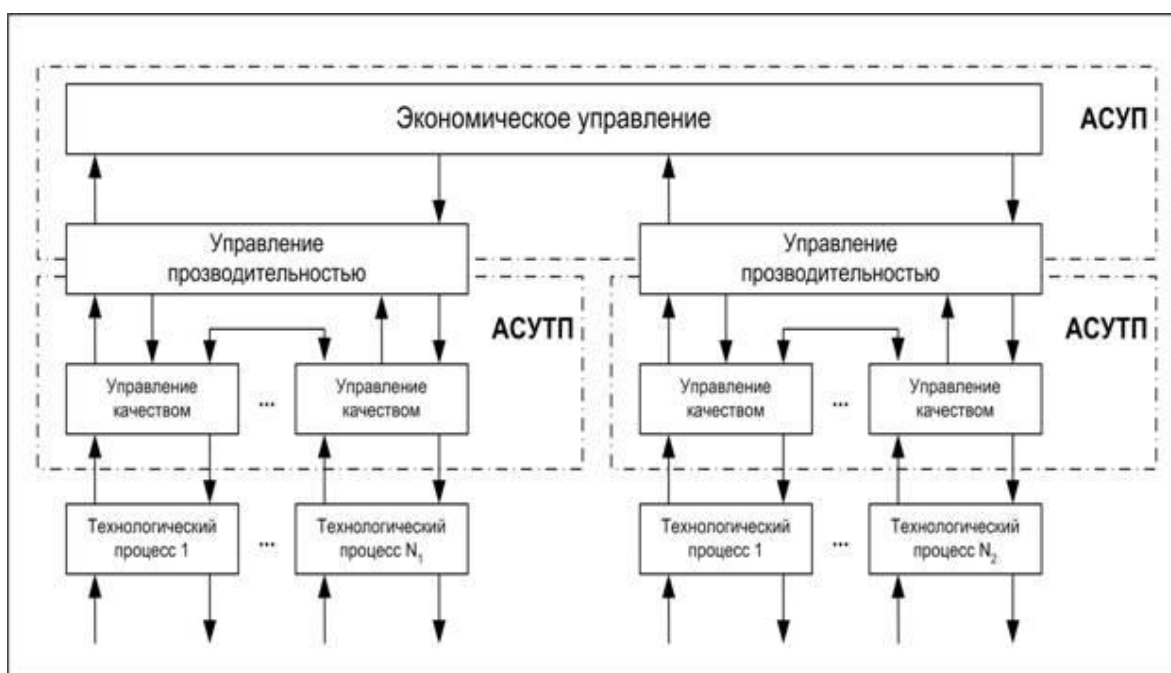 Экономическое управление
АСУП
Управление
прозводительностью
Управление
прозводительностью
АСУТП
АСУТП
Управление
качеством
...
Управление
качеством
Управление
качеством
...
Управление
качеством
Технологический
процесс 1
...
Технологический
процесс N₁
Технологический
процесс 1
...
Технологический
процесс N₂